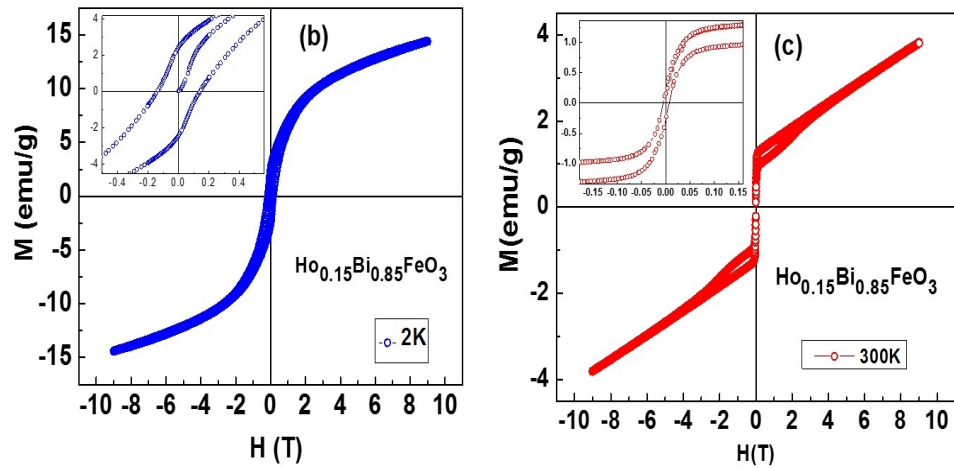 (b)
M (emu/g)
15
10
5
0
-5
-10
-15
-10 -8 -6 -4 -2 0 2 4 6 8 10
H (T)
4
2
0
-2
-4
-0.4 -0.2 0.0 0.2 0.4
Ho0.15Bi0.85FeO3
2K
(c)
M(emu/g)
4
2
0
-2
-4
-10 -8 -6 -4 -2 0 2 4 6 8 10
H(T)
1.0
0.5
0.0
-0.5
-1.0
-0.15 -0.10 -0.05 0.00 0.05 0.10 0.15
Ho0.15Bi0.85FeO3
300K